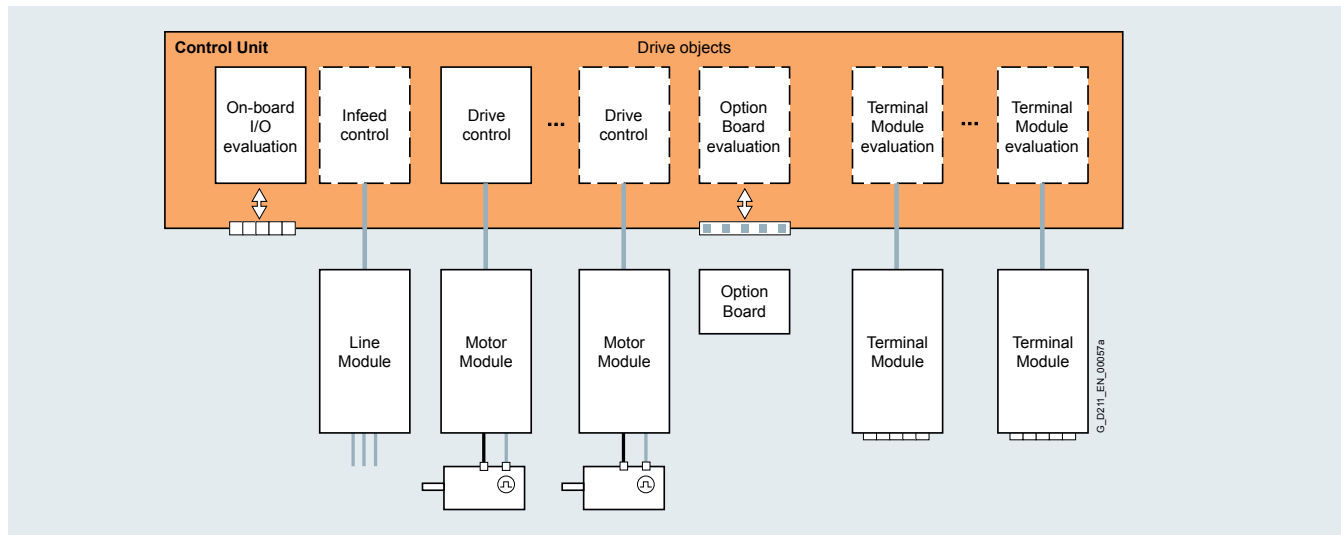 Control Unit
Drive objects
On-board
I/O
evaluation
Infeed
control
Drive
control
...
Drive
control
Option
Board
evaluation
Terminal
Module
evaluation
...
Terminal
Module
evaluation
Line
Module
Motor
Module
Motor
Module
Option
Board
Terminal
Module
Terminal
Module
G_D211_EN_00057a